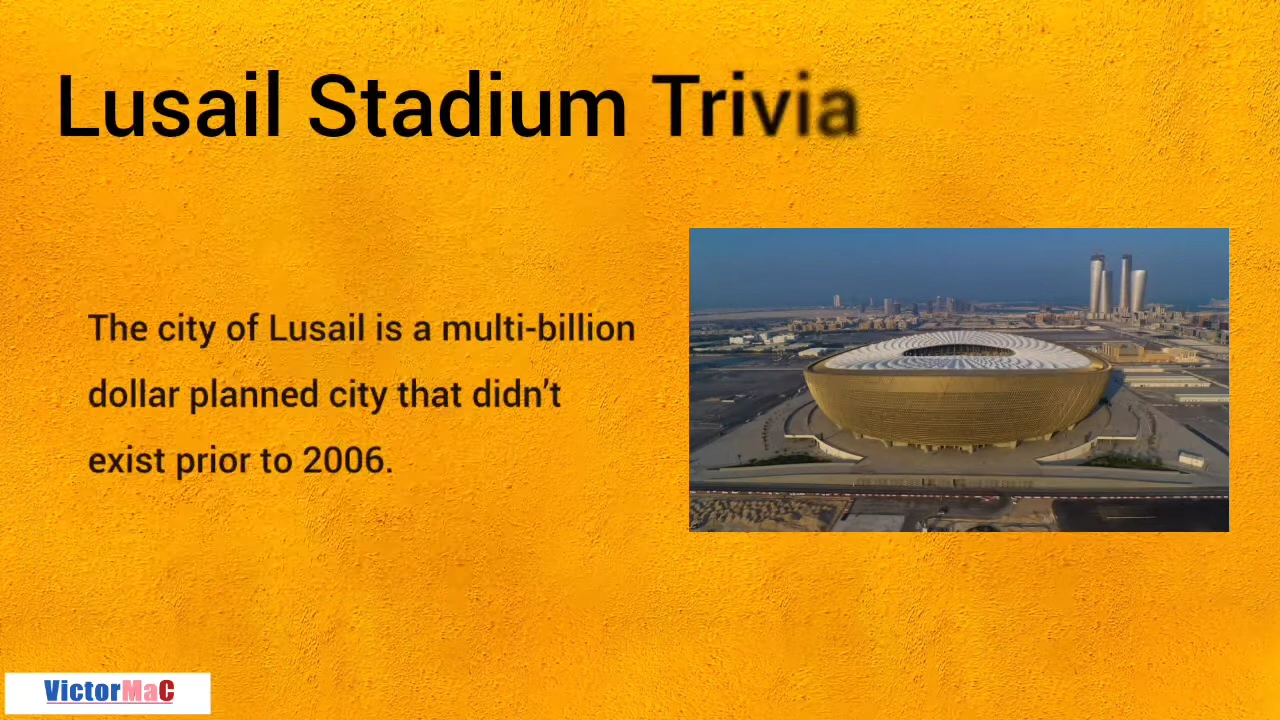 Lusail Stadium Trivia
The city of Lusail is a multi-billion
dollar planned city that didn’t
exist prior to 2006.
VictorMaC